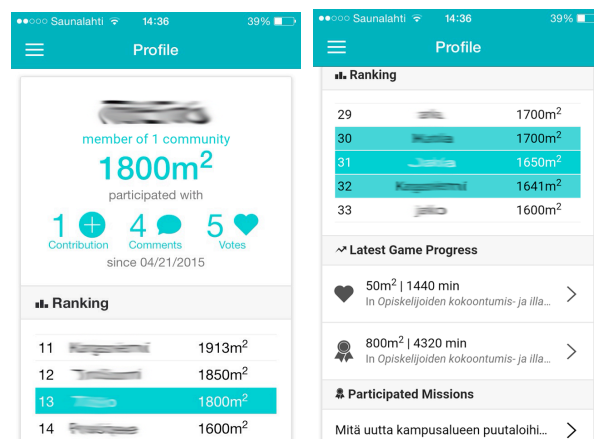 Saunalahti 14:36 39%
Profile
member of 1 community
1800m²
participated with
1 4 5
Contribution Comments Votes
since 04/21/2015
Ranking
11 1913m²
12 1850m²
13 1800m²
14 1600m²
Saunalahti 14:36 39%
Profile
Ranking
29 1700m²
30 1700m²
31 1650m²
32 1641m²
33 1600m²
Latest Game Progress
50m² | 1440 min
In Opiskelijoiden kokoontumis- ja illa...
800m² | 4320 min
In Opiskelijoiden kokoontumis- ja illa...
Participated Missions
Mitä uutta kampusalueen puutaloihi...